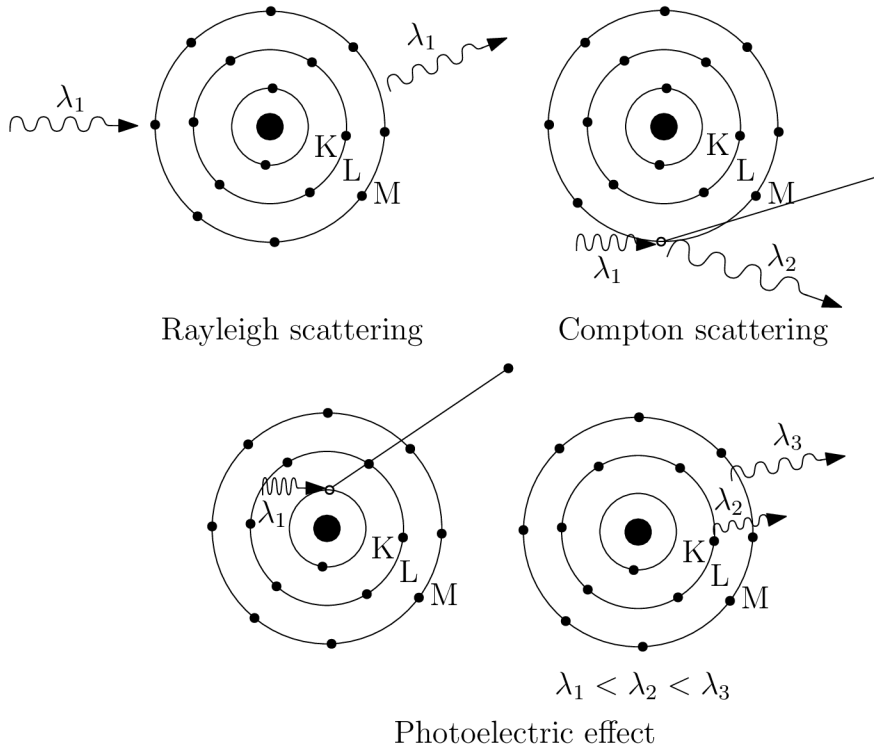 λ₁
λ₁
K
L
M
Rayleigh scattering
K
L
M
λ₁
λ₂
Compton scattering
λ₁
K
L
M
λ₃
λ₂
K
L
M
λ₁ < λ₂ < λ₃
Photoelectric effect